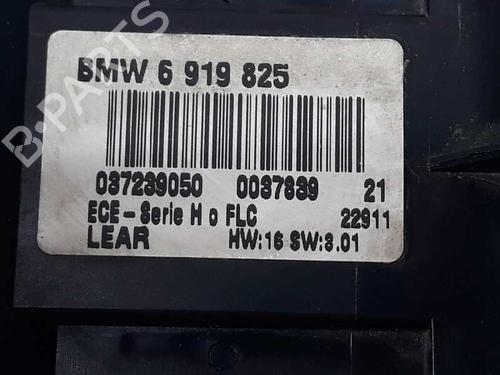 BMW 6 919 825
037239050 0037839 21
ECE-Serie H o FLC 22911
LEAR HW:16 SW:3.01
B-PARTS